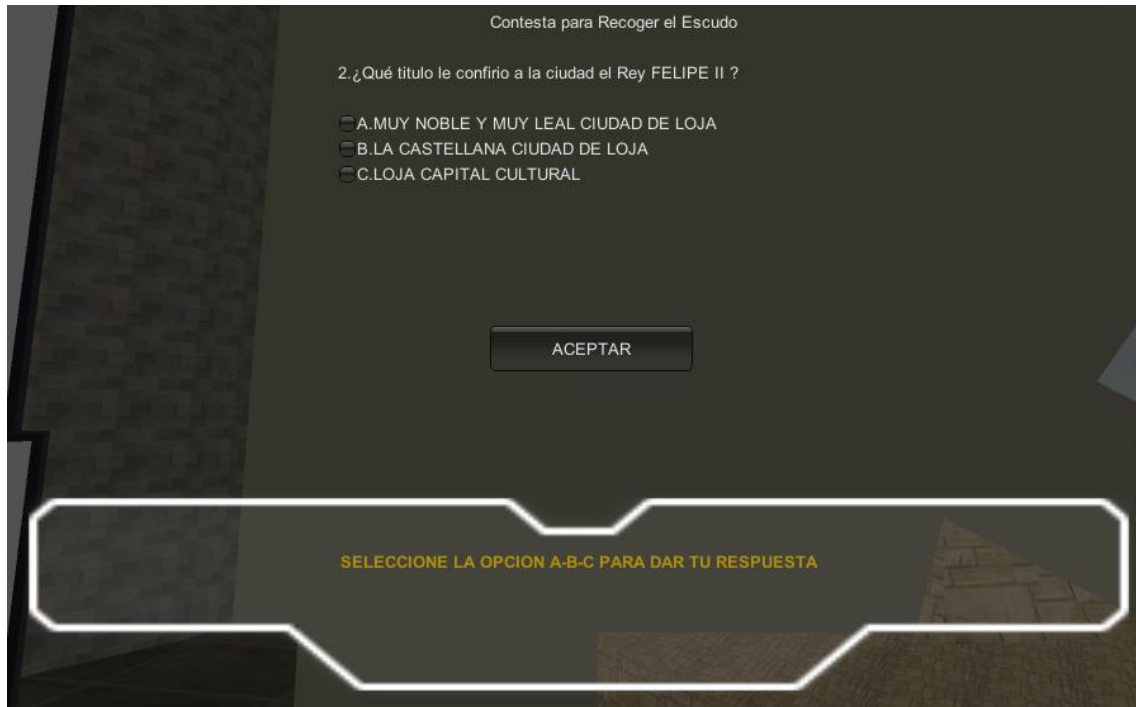 Contesta para Recoger el Escudo
2.¿Qué titulo le confirio a la ciudad el Rey FELIPE II ?
A.MUY NOBLE Y MUY LEAL CIUDAD DE LOJA
B.LA CASTELLANA CIUDAD DE LOJA
C.LOJA CAPITAL CULTURAL
ACEPTAR
SELECCIONE LA OPCION A-B-C PARA DAR TU RESPUESTA